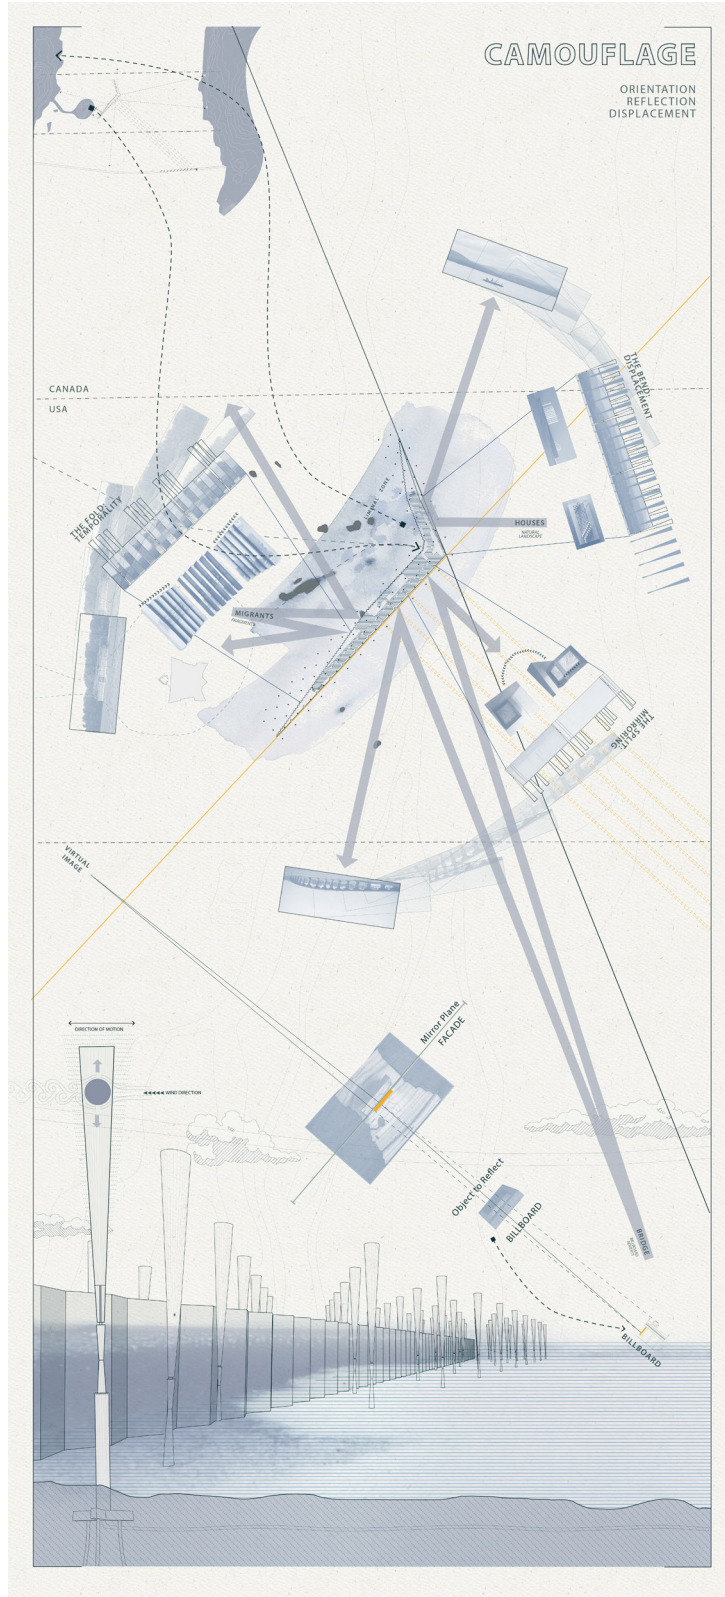 CAMOUFLAGE
ORIENTATION
REFLECTION
DISPLACEMENT
CANADA
USA
THE BEND:
DISPLACEMENT
THE FOLD:
TEMPORALITY
ZONE
HOUSES
NATURAL
LANDSCAPE
MIGRANTS
THE SPLIT:
MIRRORING
VIRTUAL
IMAGE
Mirror Plane
FACADE
DIRECTION OF MOTION
WIND DIRECTION
Object to Reflect
BILLBOARD
BRIDGE
BILLBOARD